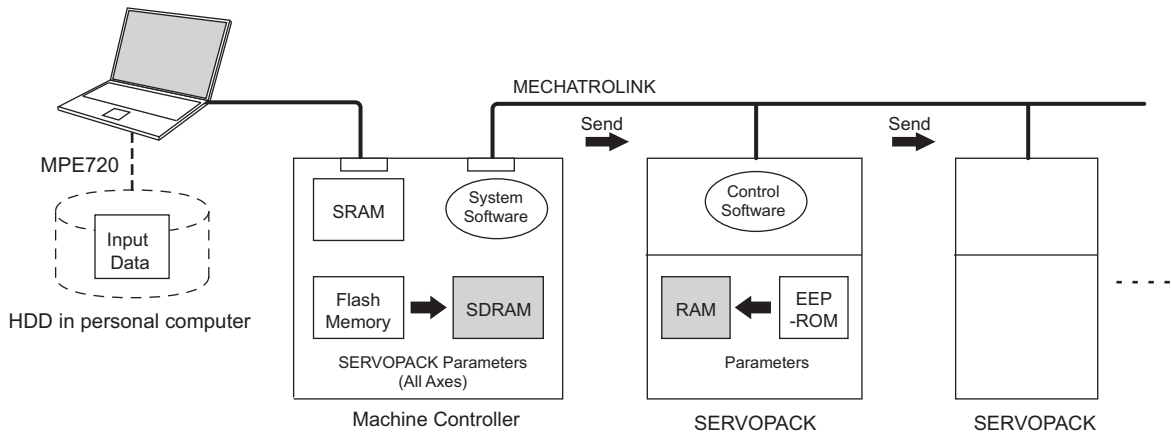 MECHATROLINK
Send
Send
MPE720
Input
Data
HDD in personal computer
SRAM
System
Software
Flash
Memory
SDRAM
SERVOPACK Parameters
(All Axes)
Machine Controller
Control
Software
RAM
EEP
-ROM
Parameters
SERVOPACK
SERVOPACK